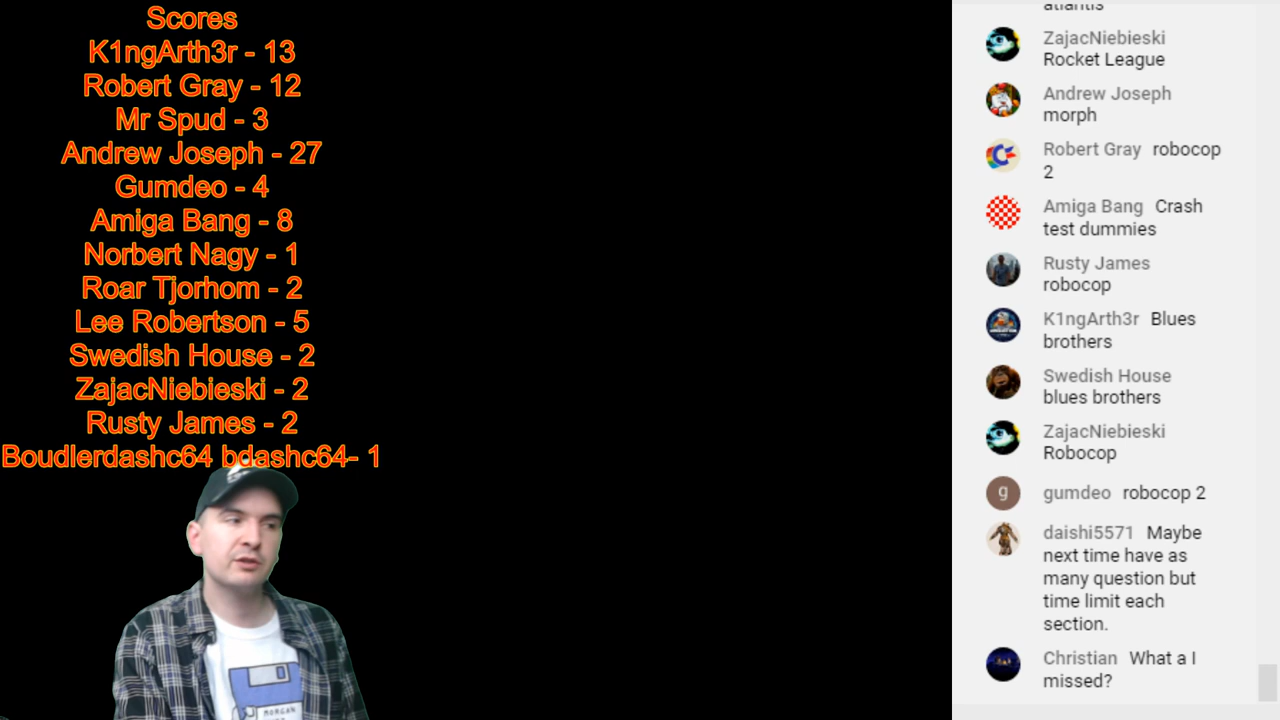 Scores
K1ngArth3r - 13
Robert Gray - 12
Mr Spud - 3
Andrew Joseph - 27
Gumdeo - 4
Amiga Bang - 8
Norbert Nagy - 1
Roar Tjorhom - 2
Lee Robertson - 5
Swedish House - 2
ZajacNiebieski - 2
Rusty James - 2
Boudlerdashc64 bdashc64- 1
MORGAN
atlantis
ZajacNiebieski
Rocket League
Andrew Joseph
morph
Robert Gray robocop
2
Amiga Bang Crash
test dummies
Rusty James
robocop
K1ngArth3r Blues
brothers
Swedish House
blues brothers
ZajacNiebieski
Robocop
g gumdeo robocop 2
daishi5571 Maybe
next time have as
many question but
time limit each
section.
Christian What a I
missed?